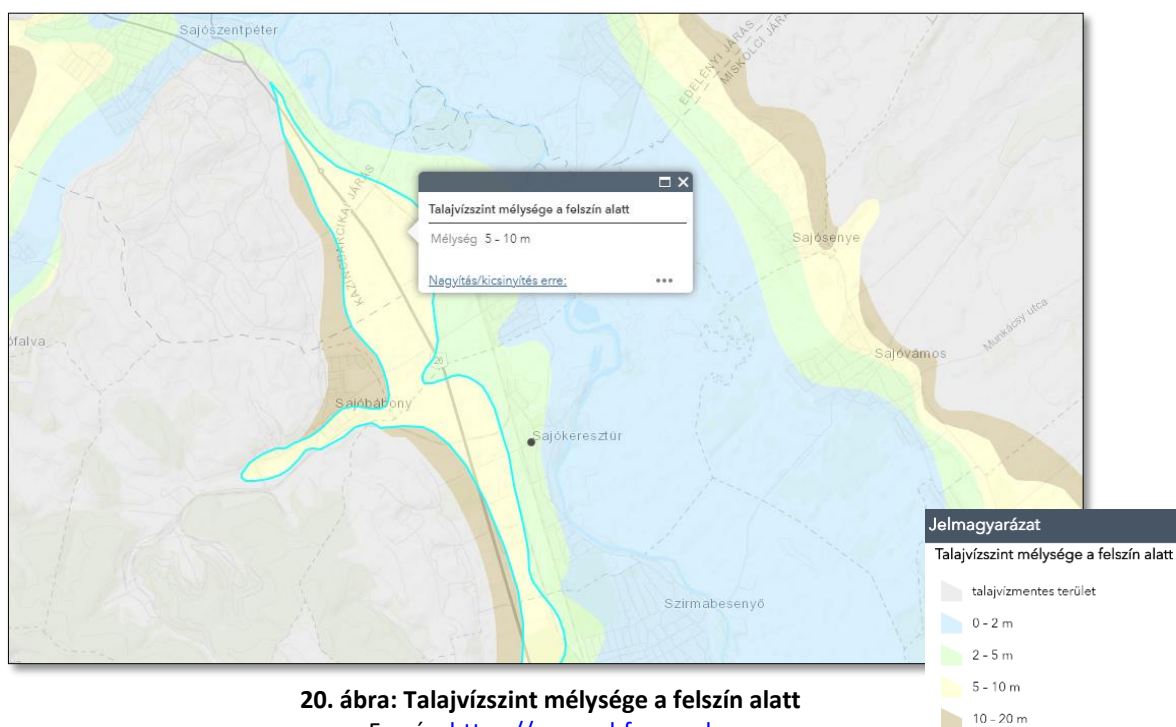 Sajószentpéter
EDELÉNYI JÁRÁS
MISKOLCI JÁRÁS
KAZINCBARCIKAI JÁRÁS
Talajvízszint mélysége a felszín alatt
Mélység 5 - 10 m
Nagyítás/kicsinyítés erre:
•••
Sajósenye
Munkácsy utca
ófalva
Sajóvámos
26
Sajóbábony
Sajókeresztúr
Szirmabesenyő
Jelmagyarázat
Talajvízszint mélysége a felszín alatt
talajvízmentes terület
0 - 2 m
2 - 5 m
5 - 10 m
10 - 20 m
20. ábra: Talajvízszint mélysége a felszín alatt